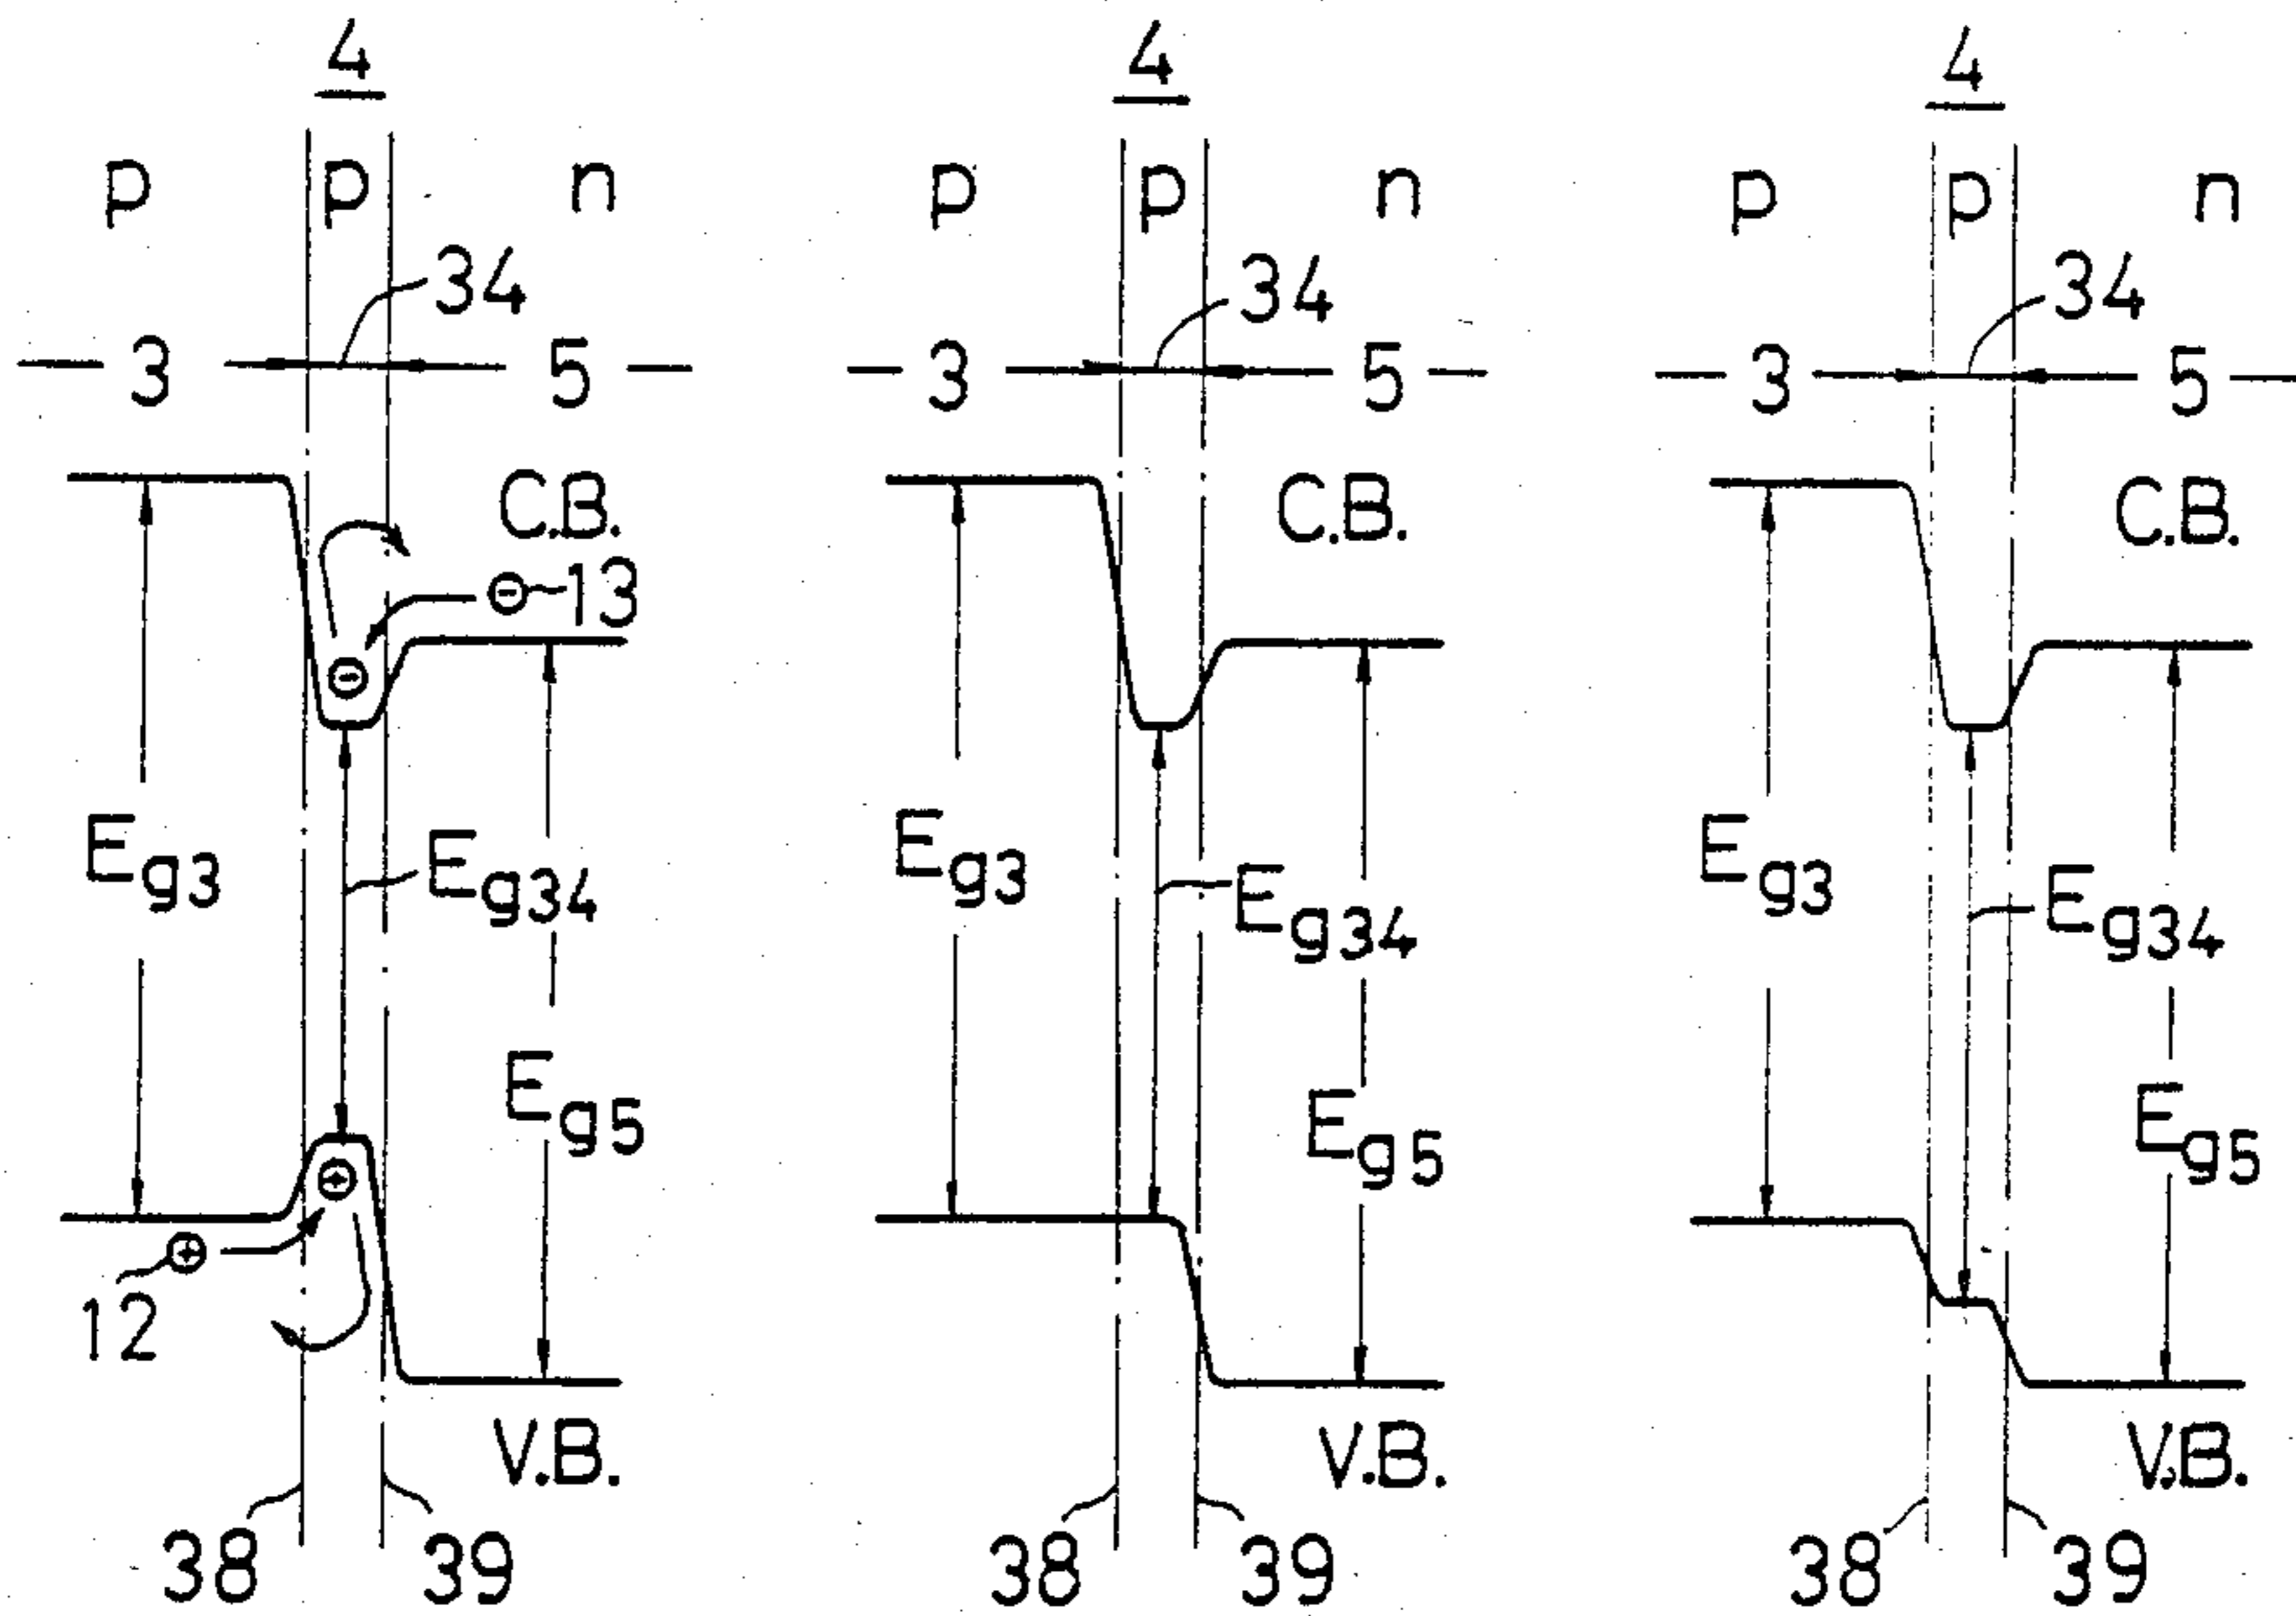 4 4 4
p p n p p n p p n
34 34 34
3 5 3 5 3 5
C.B. C.B. C.B.
⊖ 13
⊖
Eg3 Eg34 Eg3 Eg34 Eg3 Eg34
Eg5 Eg5 Eg5
⊕
⊕
12
V.B. V.B. V.B.
38 39 38 39 38 39